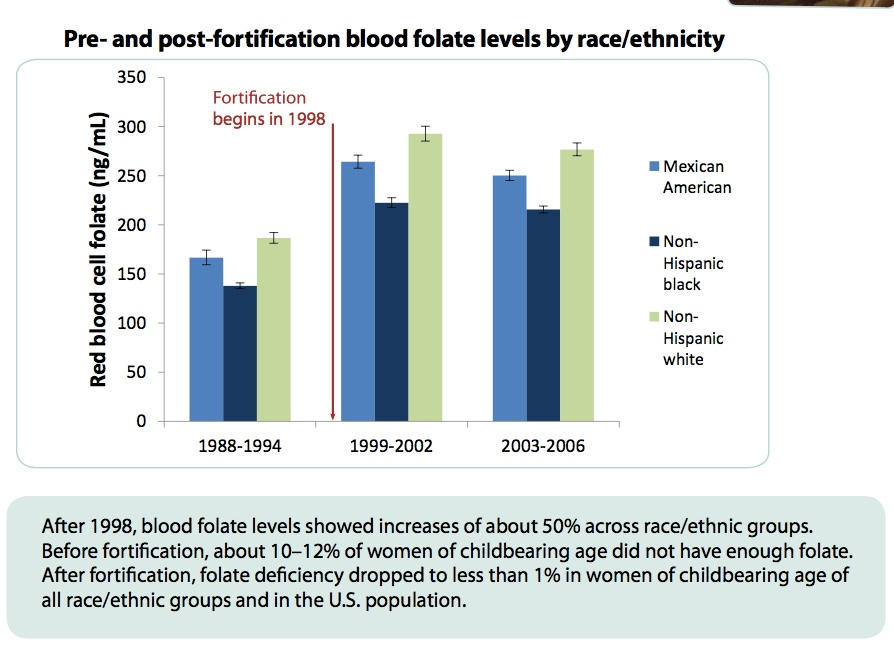 Pre- and post-fortification blood folate levels by race/ethnicity
Red blood cell folate (ng/mL)
350
300
250
200
150
100
50
0
Fortification
begins in 1998
1988-1994
1999-2002
2003-2006
Mexican
American
Non-
Hispanic
black
Non-
Hispanic
white
After 1998, blood folate levels showed increases of about 50% across race/ethnic groups.
Before fortification, about 10–12% of women of childbearing age did not have enough folate.
After fortification, folate deficiency dropped to less than 1% in women of childbearing age of
all race/ethnic groups and in the U.S. population.